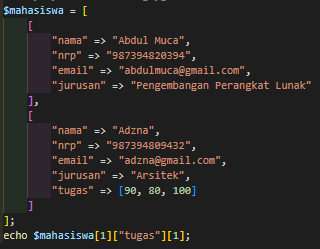 $mahasiswa = [
    [
        "nama" => "Abdul Muca",
        "nrp" => "987394820394",
        "email" => "abdulmuca@gmail.com",
        "jurusan" => "Pengembangan Perangkat Lunak"
    ],
    [
        "nama" => "Adzna",
        "nrp" => "987394809432",
        "email" => "adzna@gmail.com",
        "jurusan" => "Arsitek",
        "tugas" => [90, 80, 100]
    ]
];
echo $mahasiswa[1]["tugas"][1];